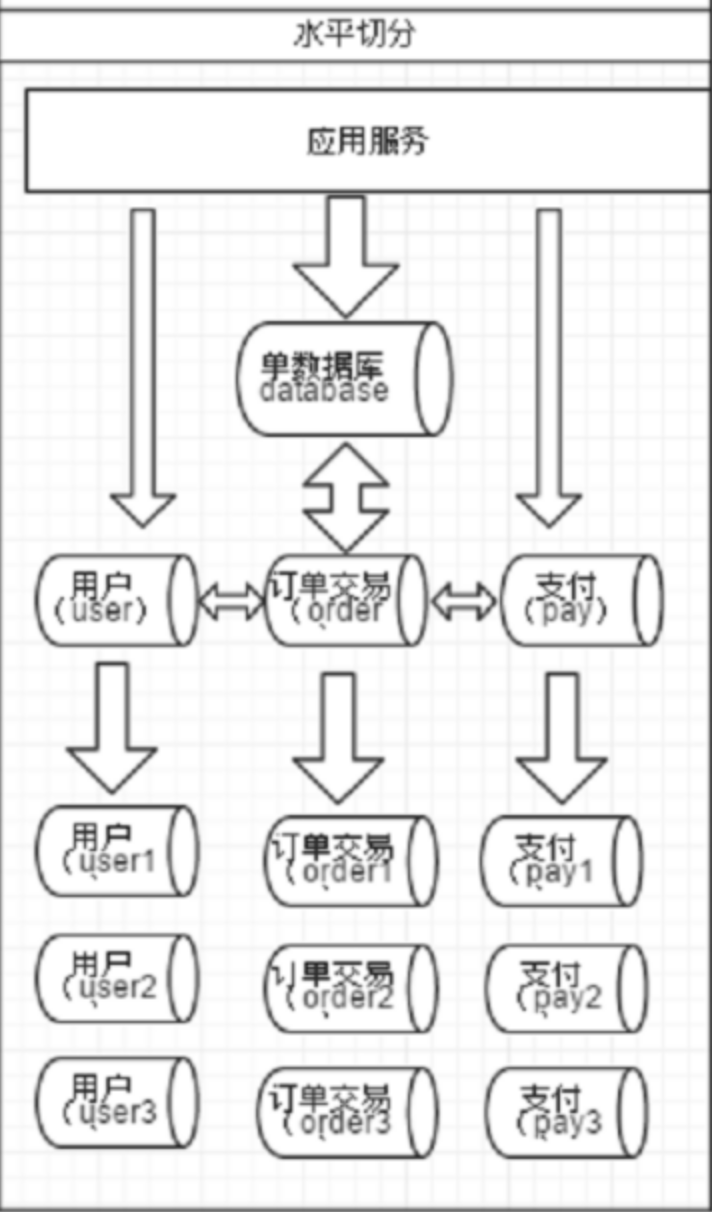 水平切分
应用服务
单数据库
database
用户
（user）
订单交易
（order
支付
（pay）
用户
（user1
订单交易
（order1
支付
（pay1
用户
（user2
订单交易
（order2
支付
（pay2
用户
（user3
订单交易
（order3
支付
（pay3